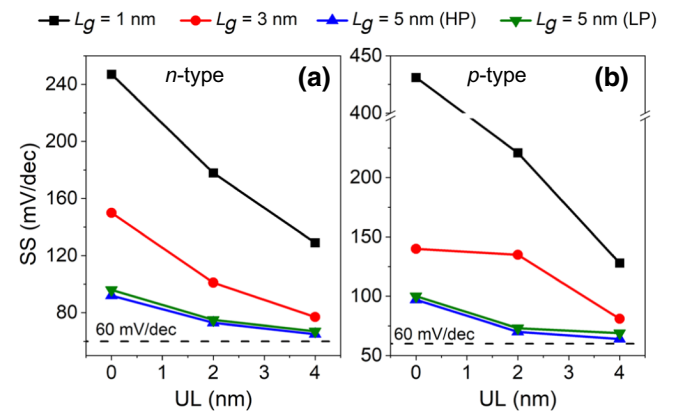 Lg = 1 nm Lg = 3 nm Lg = 5 nm (HP) Lg = 5 nm (LP)
n-type (a)
p-type (b)
SS (mV/dec)
240
200
160
120
80
60 mV/dec
0 1 2 3 4
UL (nm)
450
400
200
150
100
50
60 mV/dec
0 1 2 3 4
UL (nm)